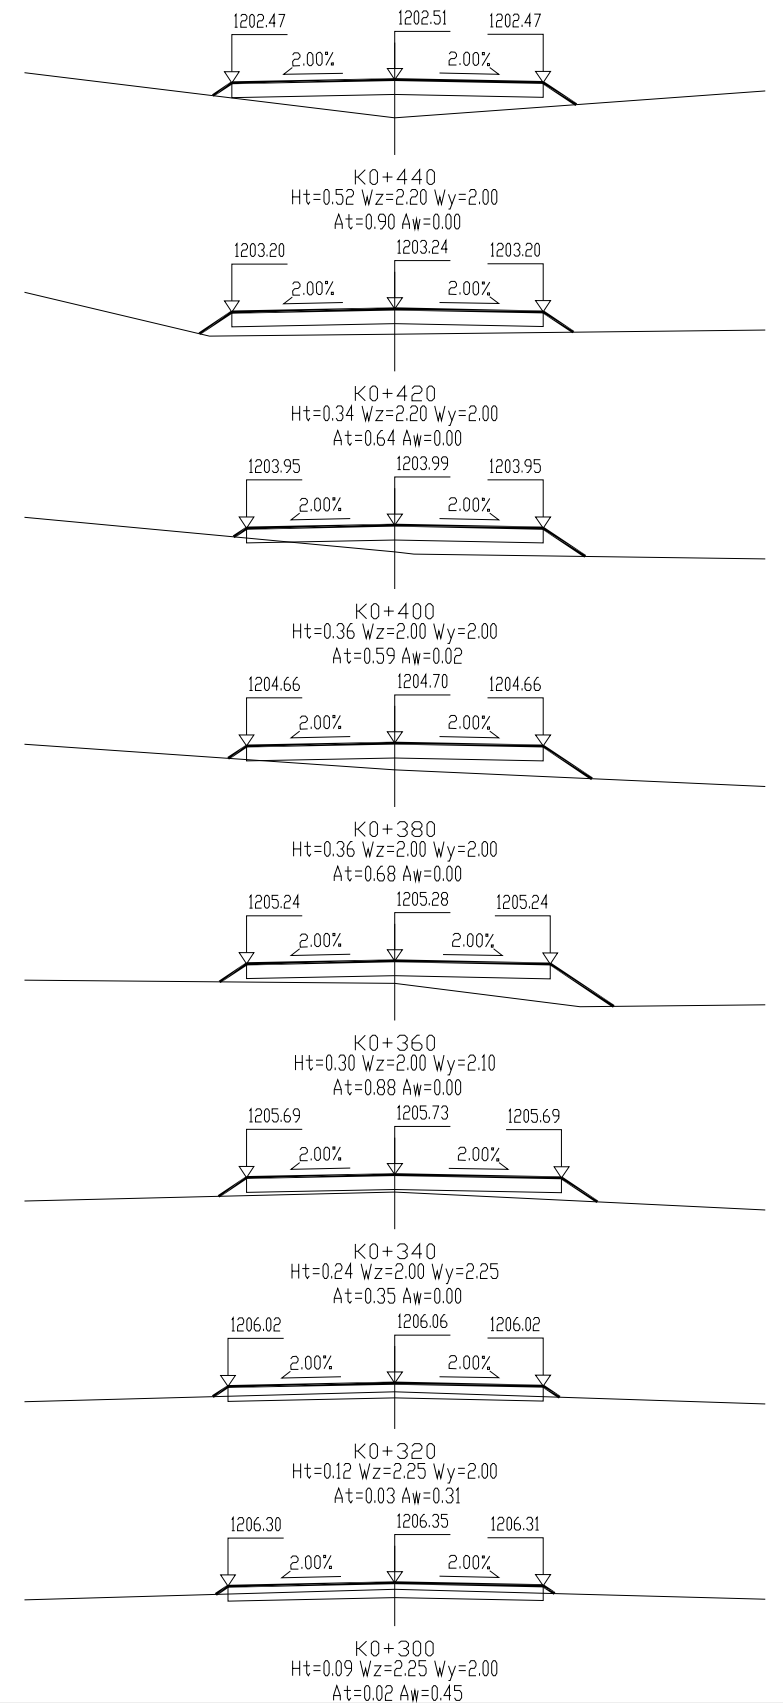 1202.47 1202.51 1202.47
2.00% 2.00%
K0+440
Ht=0.52 Wz=2.20 Wy=2.00
At=0.90 Aw=0.00
1203.20 1203.24 1203.20
2.00% 2.00%
K0+420
Ht=0.34 Wz=2.20 Wy=2.00
At=0.64 Aw=0.00
1203.95 1203.99 1203.95
2.00% 2.00%
K0+400
Ht=0.36 Wz=2.00 Wy=2.00
At=0.59 Aw=0.02
1204.66 1204.70 1204.66
2.00% 2.00%
K0+380
Ht=0.36 Wz=2.00 Wy=2.00
At=0.68 Aw=0.00
1205.24 1205.28 1205.24
2.00% 2.00%
K0+360
Ht=0.30 Wz=2.00 Wy=2.10
At=0.88 Aw=0.00
1205.69 1205.73 1205.69
2.00% 2.00%
K0+340
Ht=0.24 Wz=2.00 Wy=2.25
At=0.35 Aw=0.00
1206.02 1206.06 1206.02
2.00% 2.00%
K0+320
Ht=0.12 Wz=2.25 Wy=2.00
At=0.03 Aw=0.31
1206.30 1206.35 1206.31
2.00% 2.00%
K0+300
Ht=0.09 Wz=2.25 Wy=2.00
At=0.02 Aw=0.45